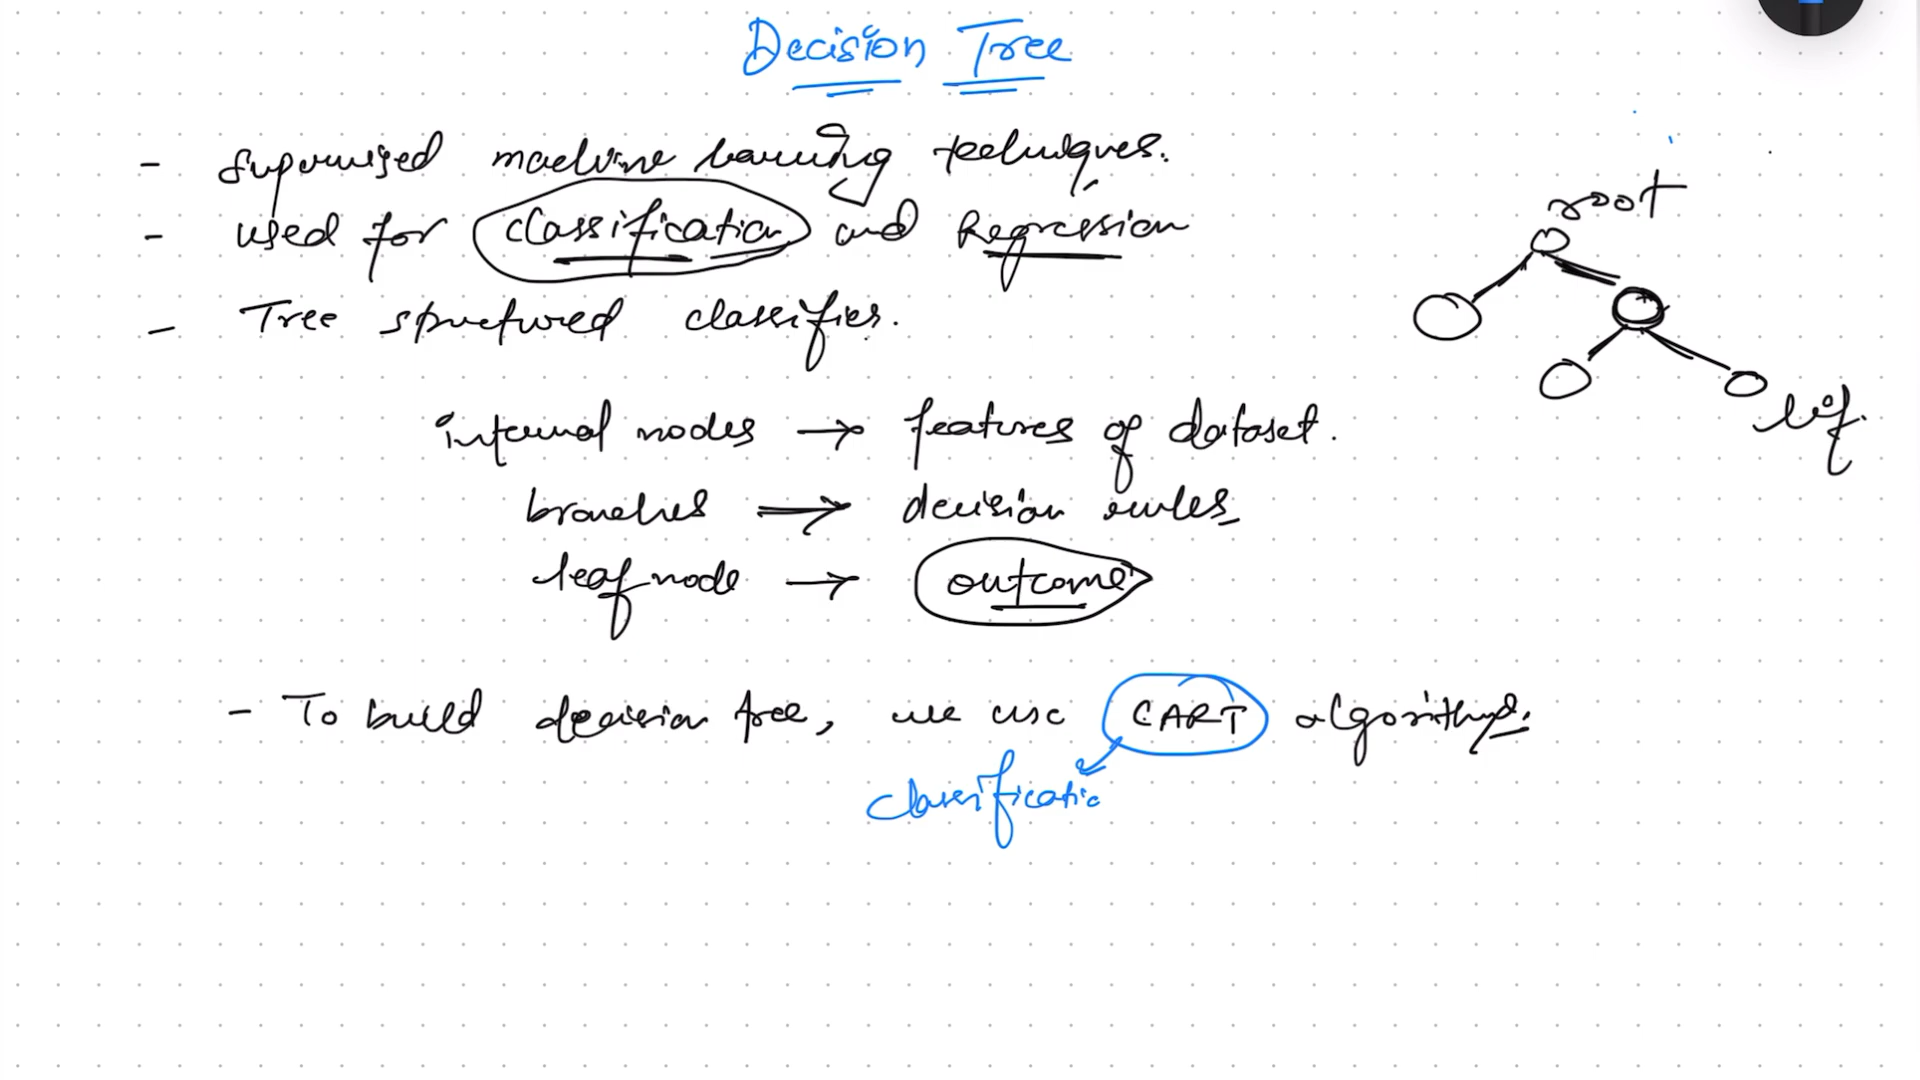 Decision Tree
- Supervised machine learning techniques.
- used for classification and Regression
- Tree structured classifier.
root
leaf.
internal nodes → features of dataset.
branches → decision rules
leaf node → outcome
- To build decision tree, we use CART algorithm.
classificatio